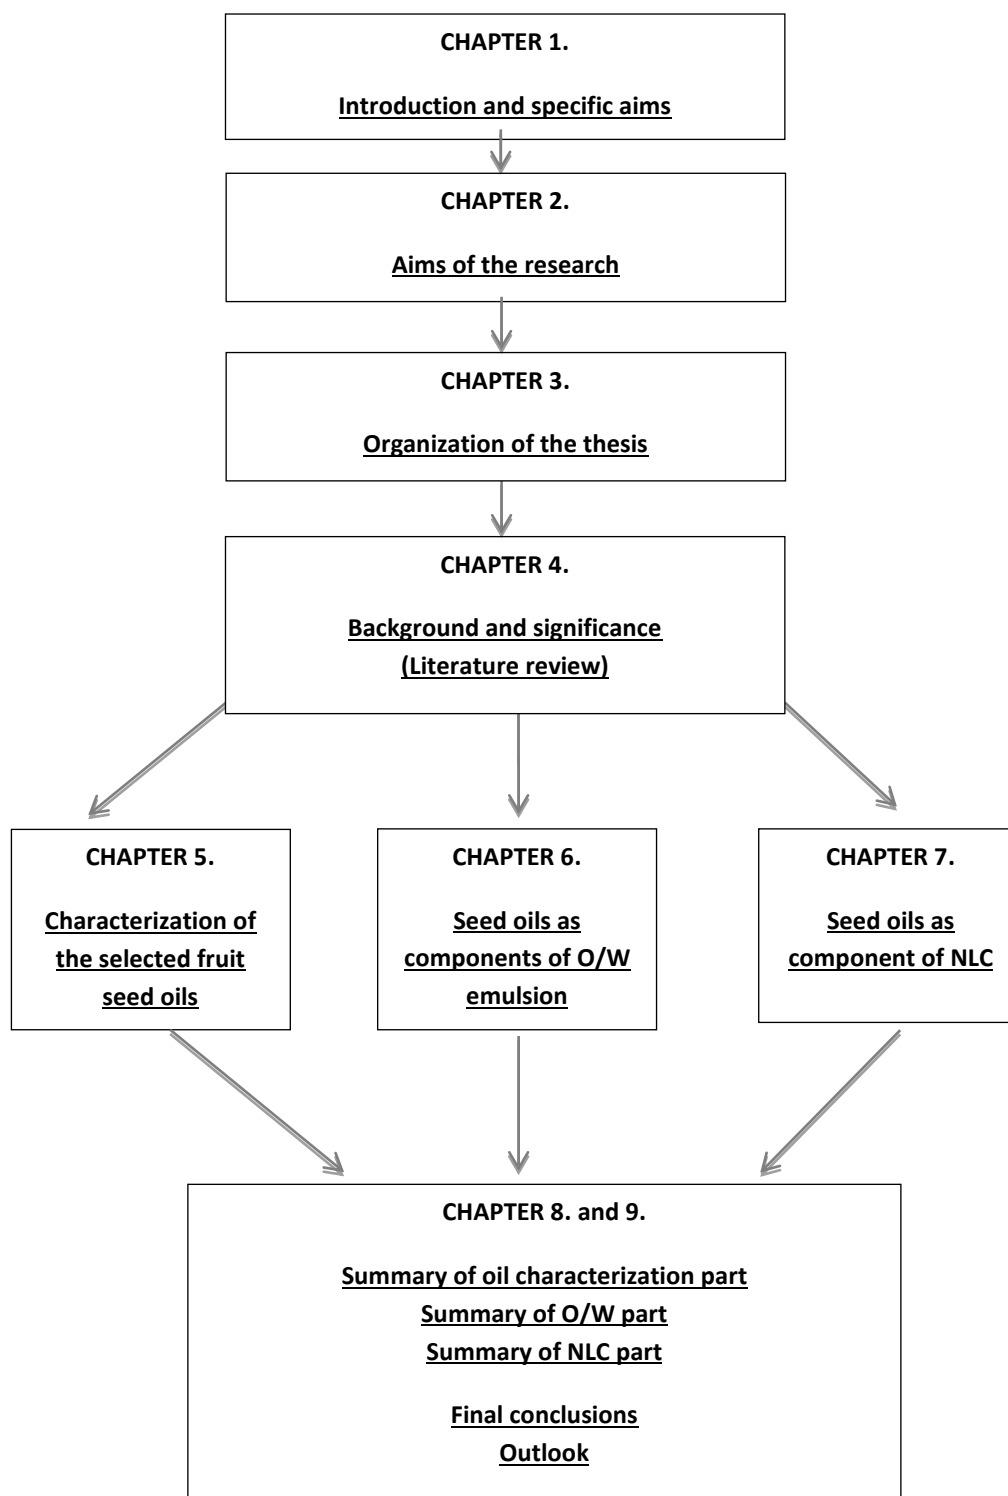 CHAPTER 1.
Introduction and specific aims
CHAPTER 2.
Aims of the research
CHAPTER 3.
Organization of the thesis
CHAPTER 4.
Background and significance
(Literature review)
CHAPTER 5.
Characterization of
the selected fruit
seed oils
CHAPTER 6.
Seed oils as
components of O/W
emulsion
CHAPTER 7.
Seed oils as
component of NLC
CHAPTER 8. and 9.
Summary of oil characterization part
Summary of O/W part
Summary of NLC part
Final conclusions
Outlook